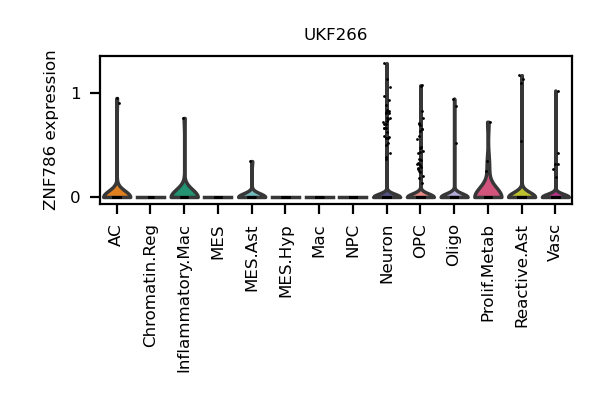 UKF266
ZNF786 expression
1
0
AC
Chromatin.Reg
Inflammatory.Mac
MES
MES.Ast
MES.Hyp
Mac
NPC
Neuron
OPC
Oligo
Prolif.Metab
Reactive.Ast
Vasc